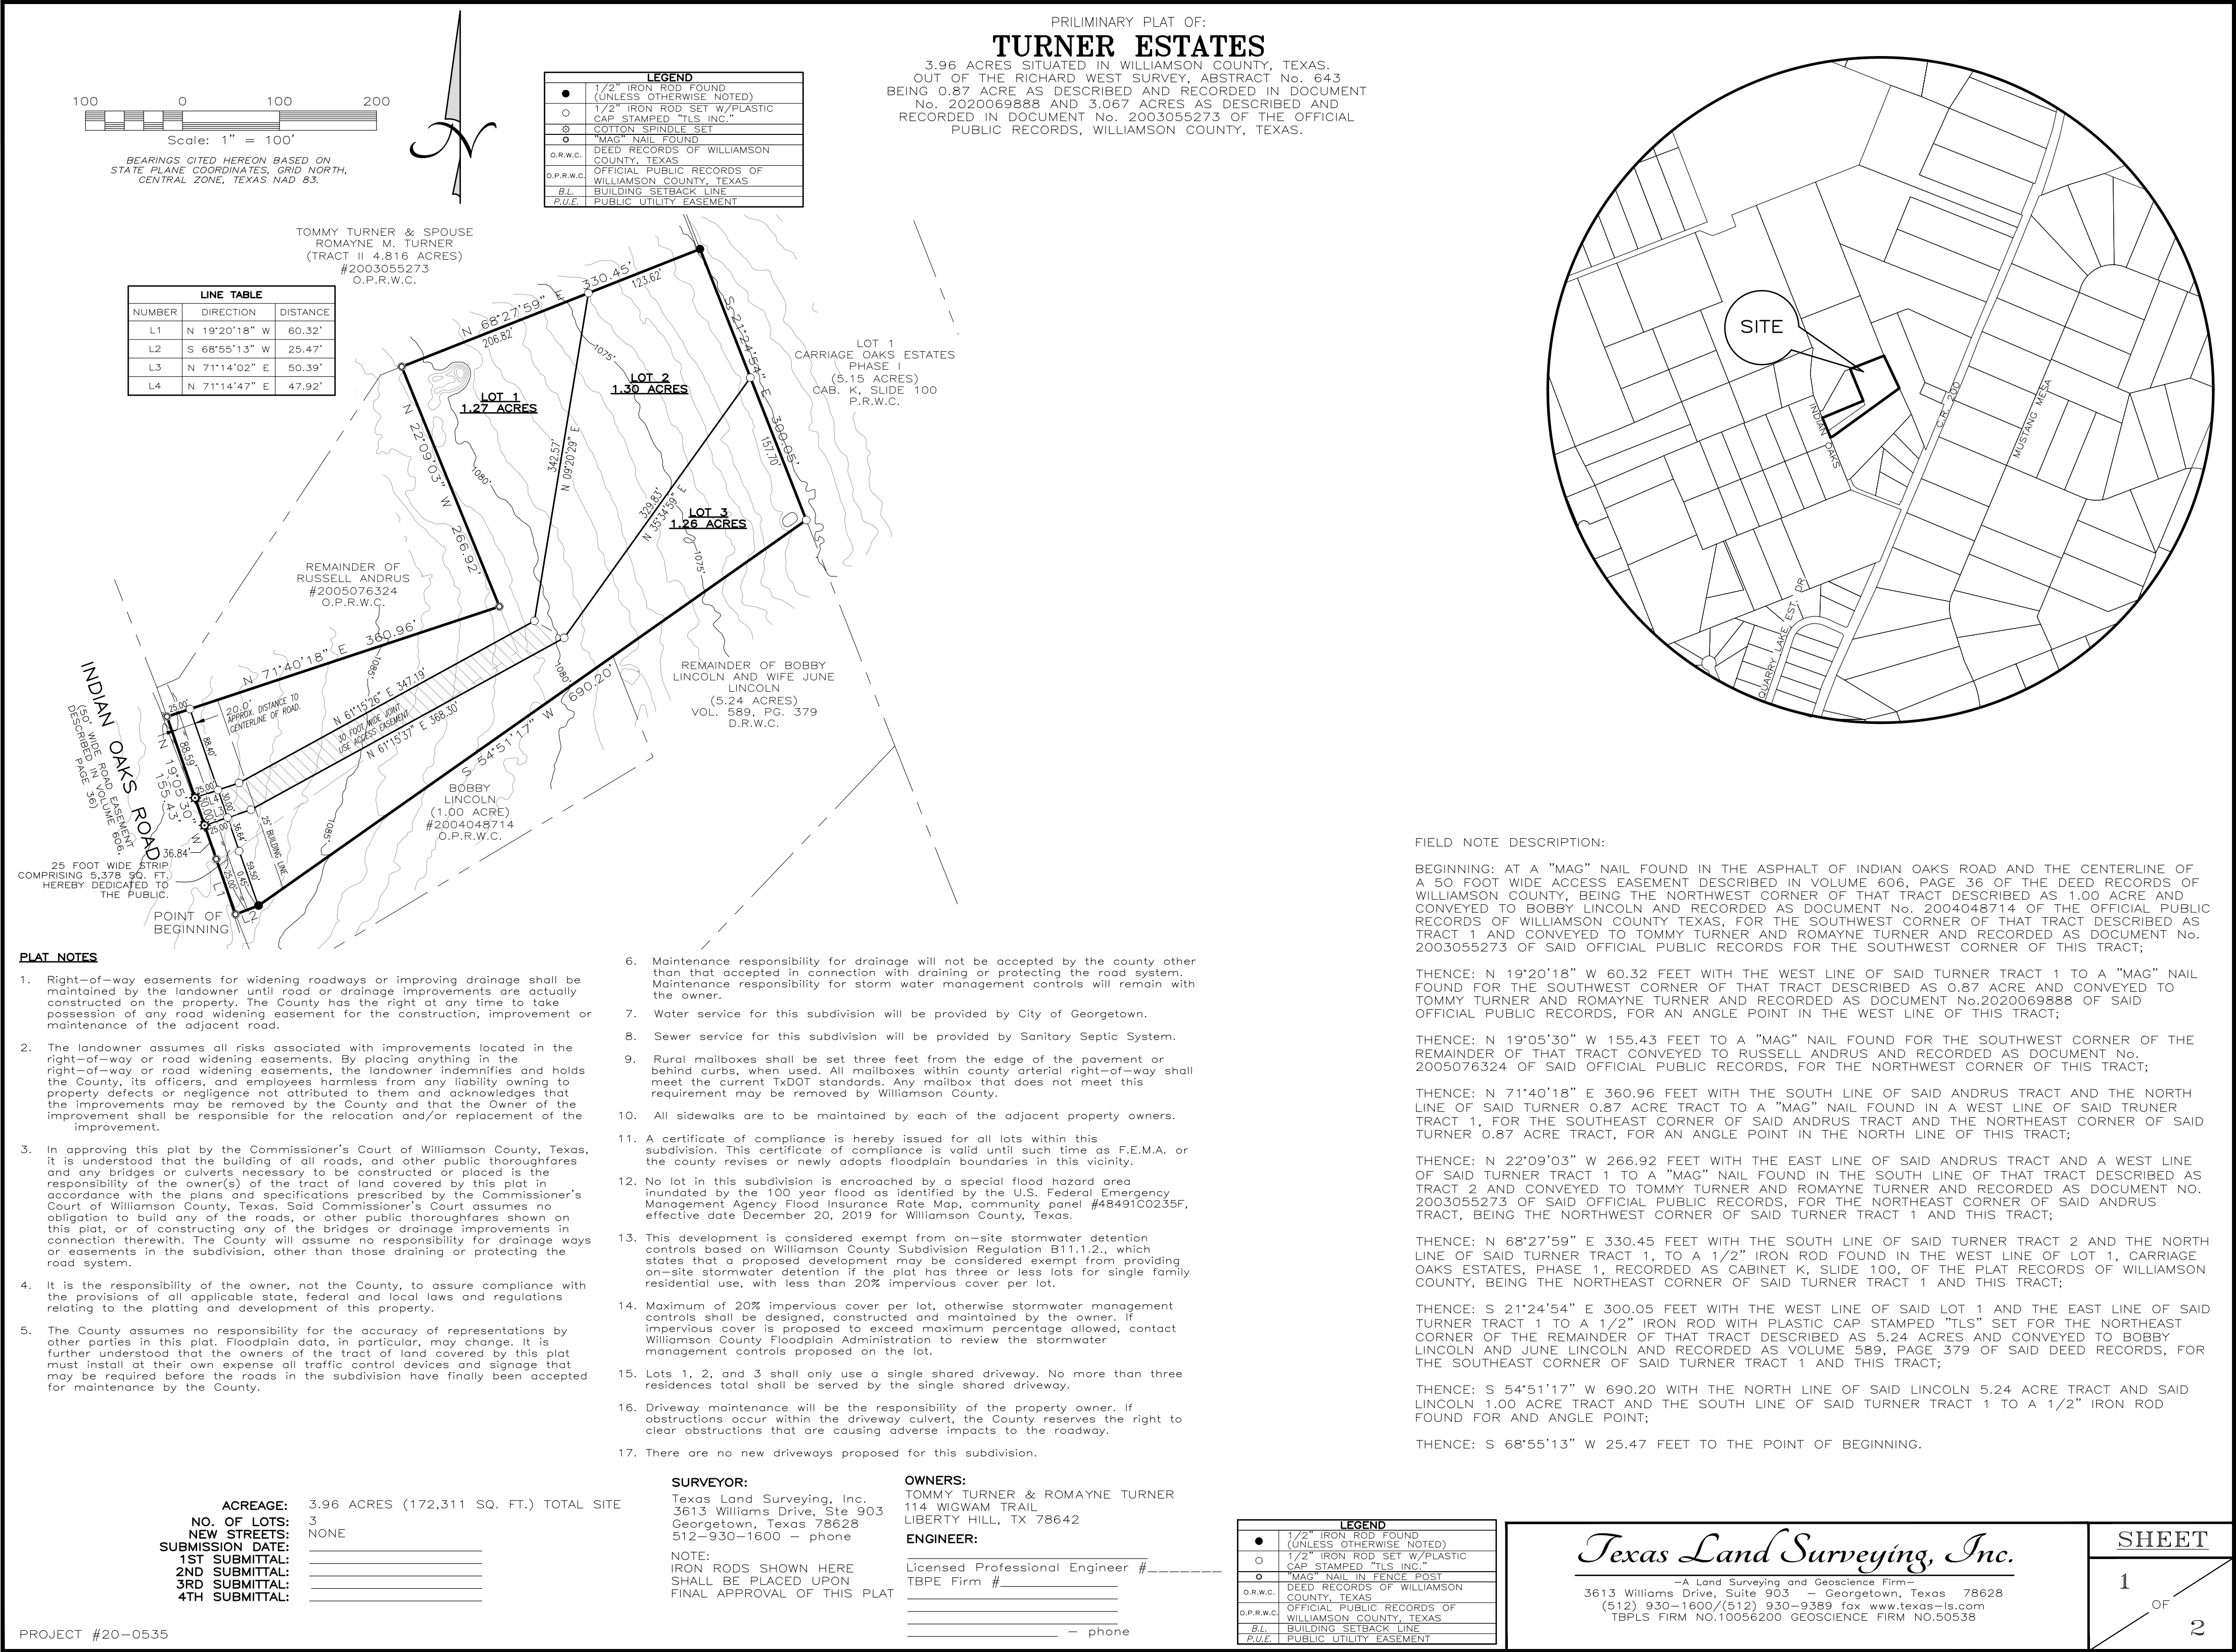 PRILIMINARY PLAT OF:
TURNER ESTATES
3.96 ACRES SITUATED IN WILLIAMSON COUNTY, TEXAS.
OUT OF THE RICHARD WEST SURVEY, ABSTRACT No. 643
BEING 0.87 ACRE AS DESCRIBED AND RECORDED IN DOCUMENT
No. 2020069888 AND 3.067 ACRES AS DESCRIBED AND
RECORDED IN DOCUMENT No. 2003055273 OF THE OFFICIAL
PUBLIC RECORDS, WILLIAMSON COUNTY, TEXAS.
100 0 100 200
Scale: 1" = 100'
BEARINGS CITED HEREON BASED ON
STATE PLANE COORDINATES, GRID NORTH,
CENTRAL ZONE, TEXAS NAD 83.
N
LEGEND
1/2" IRON ROD FOUND
(UNLESS OTHERWISE NOTED)
1/2" IRON ROD SET W/PLASTIC
CAP STAMPED "TLS INC."
COTTON SPINDLE SET
"MAG" NAIL FOUND
O.R.W.C. DEED RECORDS OF WILLIAMSON
COUNTY, TEXAS
O.P.R.W.C. OFFICIAL PUBLIC RECORDS OF
WILLIAMSON COUNTY, TEXAS
B.L. BUILDING SETBACK LINE
P.U.E. PUBLIC UTILITY EASEMENT
TOMMY TURNER & SPOUSE
ROMAYNE M. TURNER
(TRACT II 4.816 ACRES)
#2003055273
O.P.R.W.C.
LINE TABLE
NUMBER DIRECTION DISTANCE
L1 N 19°20'18" W 60.32'
L2 S 68°55'13" W 25.47'
L3 N 71°14'02" E 50.39'
L4 N 71°14'47" E 47.92'
N 68°27'59" E 330.45'
206.82'
123.62'
S 21°24'54" E 300.05'
157.70'
1075'
LOT 1
1.27 ACRES
LOT 2
1.30 ACRES
LOT 3
1.26 ACRES
LOT 1
CARRIAGE OAKS ESTATES
PHASE I
(5.15 ACRES)
CAB. K, SLIDE 100
P.R.W.C.
N 22°09'03" W 266.92'
1080'
342.57'
N 09°20'29" E
329.83'
N 35°34'59" E
1075'
REMAINDER OF
RUSSELL ANDRUS
#2005076324
O.P.R.W.C.
N 71°40'18" E 360.96'
1085'
1080'
N 61°15'26" E 347.19'
30 FOOT WIDE JOINT
USE ACCESS EASEMENT
N 61°15'37" E 368.30'
S 54°51'17" W 690.20'
REMAINDER OF BOBBY
LINCOLN AND WIFE JUNE
LINCOLN
(5.24 ACRES)
VOL. 589, PG. 379
D.R.W.C.
BOBBY
LINCOLN
(1.00 ACRE)
#2004048714
O.P.R.W.C.
1085'
INDIAN OAKS ROAD
(50' WIDE ROAD EASEMENT
DESCRIBED IN VOLUME 606,
PAGE 36)
25.00'
20.0'
APPROX. DISTANCE TO
CENTERLINE OF ROAD.
88.59'
88.40'
N 19°05'30" W
155.43'
25.00'
30.00'
30.00'
25.00'
36.64'
36.84'
25' BUILDING LINE
59.50'
0.45'
25.00'
L1
L2
L3
L4
25 FOOT WIDE STRIP
COMPRISING 5,378 SQ. FT.
HEREBY DEDICATED TO
THE PUBLIC.
POINT OF
BEGINNING
SITE
INDIAN OAKS
C.R. 200
MUSTANG MESA
QUARRY LAKE EST. DR
PLAT NOTES
1. Right-of-way easements for widening roadways or improving drainage shall be
maintained by the landowner until road or drainage improvements are actually
constructed on the property. The County has the right at any time to take
possession of any road widening easement for the construction, improvement or
maintenance of the adjacent road.
2. The landowner assumes all risks associated with improvements located in the
right-of-way or road widening easements. By placing anything in the
right-of-way or road widening easements, the landowner indemnifies and holds
the County, its officers, and employees harmless from any liability owning to
property defects or negligence not attributed to them and acknowledges that
the improvements may be removed by the County and that the Owner of the
improvement shall be responsible for the relocation and/or replacement of the
improvement.
3. In approving this plat by the Commissioner's Court of Williamson County, Texas,
it is understood that the building of all roads, and other public thoroughfares
and any bridges or culverts necessary to be constructed or placed is the
responsibility of the owner(s) of the tract of land covered by this plat in
accordance with the plans and specifications prescribed by the Commissioner's
Court of Williamson County, Texas. Said Commissioner's Court assumes no
obligation to build any of the roads, or other public thoroughfares shown on
this plat, or of constructing any of the bridges or drainage improvements in
connection therewith. The County will assume no responsibility for drainage ways
or easements in the subdivision, other than those draining or protecting the
road system.
4. It is the responsibility of the owner, not the County, to assure compliance with
the provisions of all applicable state, federal and local laws and regulations
relating to the platting and development of this property.
5. The County assumes no responsibility for the accuracy of representations by
other parties in this plat. Floodplain data, in particular, may change. It is
further understood that the owners of the tract of land covered by this plat
must install at their own expense all traffic control devices and signage that
may be required before the roads in the subdivision have finally been accepted
for maintenance by the County.
6. Maintenance responsibility for drainage will not be accepted by the county other
than that accepted in connection with draining or protecting the road system.
Maintenance responsibility for storm water management controls will remain with
the owner.
7. Water service for this subdivision will be provided by City of Georgetown.
8. Sewer service for this subdivision will be provided by Sanitary Septic System.
9. Rural mailboxes shall be set three feet from the edge of the pavement or
behind curbs, when used. All mailboxes within county arterial right-of-way shall
meet the current TxDOT standards. Any mailbox that does not meet this
requirement may be removed by Williamson County.
10. All sidewalks are to be maintained by each of the adjacent property owners.
11. A certificate of compliance is hereby issued for all lots within this
subdivision. This certificate of compliance is valid until such time as F.E.M.A. or
the county revises or newly adopts floodplain boundaries in this vicinity.
12. No lot in this subdivision is encroached by a special flood hazard area
inundated by the 100 year flood as identified by the U.S. Federal Emergency
Management Agency Flood Insurance Rate Map, community panel #48491C0235F,
effective date December 20, 2019 for Williamson County, Texas.
13. This development is considered exempt from on-site stormwater detention
controls based on Williamson County Subdivision Regulation B11.1.2., which
states that a proposed development may be considered exempt from providing
on-site stormwater detention if the plat has three or less lots for single family
residential use, with less than 20% impervious cover per lot.
14. Maximum of 20% impervious cover per lot, otherwise stormwater management
controls shall be designed, constructed and maintained by the owner. If
impervious cover is proposed to exceed maximum percentage allowed, contact
Williamson County Floodplain Administration to review the stormwater
management controls proposed on the lot.
15. Lots 1, 2, and 3 shall only use a single shared driveway. No more than three
residences total shall be served by the single shared driveway.
16. Driveway maintenance will be the responsibility of the property owner. If
obstructions occur within the driveway culvert, the County reserves the right to
clear obstructions that are causing adverse impacts to the roadway.
17. There are no new driveways proposed for this subdivision.
FIELD NOTE DESCRIPTION:
BEGINNING: AT A "MAG" NAIL FOUND IN THE ASPHALT OF INDIAN OAKS ROAD AND THE CENTERLINE OF
A 50 FOOT WIDE ACCESS EASEMENT DESCRIBED IN VOLUME 606, PAGE 36 OF THE DEED RECORDS OF
WILLIAMSON COUNTY, BEING THE NORTHWEST CORNER OF THAT TRACT DESCRIBED AS 1.00 ACRE AND
CONVEYED TO BOBBY LINCOLN AND RECORDED AS DOCUMENT No. 2004048714 OF THE OFFICIAL PUBLIC
RECORDS OF WILLIAMSON COUNTY TEXAS, FOR THE SOUTHWEST CORNER OF THAT TRACT DESCRIBED AS
TRACT 1 AND CONVEYED TO TOMMY TURNER AND ROMAYNE TURNER AND RECORDED AS DOCUMENT No.
2003055273 OF SAID OFFICIAL PUBLIC RECORDS FOR THE SOUTHWEST CORNER OF THIS TRACT;
THENCE: N 19°20'18" W 60.32 FEET WITH THE WEST LINE OF SAID TURNER TRACT 1 TO A "MAG" NAIL
FOUND FOR THE SOUTHWEST CORNER OF THAT TRACT DESCRIBED AS 0.87 ACRE AND CONVEYED TO
TOMMY TURNER AND ROMAYNE TURNER AND RECORDED AS DOCUMENT No.2020069888 OF SAID
OFFICIAL PUBLIC RECORDS, FOR AN ANGLE POINT IN THE WEST LINE OF THIS TRACT;
THENCE: N 19°05'30" W 155.43 FEET TO A "MAG" NAIL FOUND FOR THE SOUTHWEST CORNER OF THE
REMAINDER OF THAT TRACT CONVEYED TO RUSSELL ANDRUS AND RECORDED AS DOCUMENT No.
2005076324 OF SAID OFFICIAL PUBLIC RECORDS, FOR THE NORTHWEST CORNER OF THIS TRACT;
THENCE: N 71°40'18" E 360.96 FEET WITH THE SOUTH LINE OF SAID ANDRUS TRACT AND THE NORTH
LINE OF SAID TURNER 0.87 ACRE TRACT TO A "MAG" NAIL FOUND IN A WEST LINE OF SAID TRUNER
TRACT 1, FOR THE SOUTHEAST CORNER OF SAID ANDRUS TRACT AND THE NORTHEAST CORNER OF SAID
TURNER 0.87 ACRE TRACT, FOR AN ANGLE POINT IN THE NORTH LINE OF THIS TRACT;
THENCE: N 22°09'03" W 266.92 FEET WITH THE EAST LINE OF SAID ANDRUS TRACT AND A WEST LINE
OF SAID TURNER TRACT 1 TO A "MAG" NAIL FOUND IN THE SOUTH LINE OF THAT TRACT DESCRIBED AS
TRACT 2 AND CONVEYED TO TOMMY TURNER AND ROMAYNE TURNER AND RECORDED AS DOCUMENT NO.
2003055273 OF SAID OFFICIAL PUBLIC RECORDS, FOR THE NORTHEAST CORNER OF SAID ANDRUS
TRACT, BEING THE NORTHWEST CORNER OF SAID TURNER TRACT 1 AND THIS TRACT;
THENCE: N 68°27'59" E 330.45 FEET WITH THE SOUTH LINE OF SAID TURNER TRACT 2 AND THE NORTH
LINE OF SAID TURNER TRACT 1, TO A 1/2" IRON ROD FOUND IN THE WEST LINE OF LOT 1, CARRIAGE
OAKS ESTATES, PHASE 1, RECORDED AS CABINET K, SLIDE 100, OF THE PLAT RECORDS OF WILLIAMSON
COUNTY, BEING THE NORTHEAST CORNER OF SAID TURNER TRACT 1 AND THIS TRACT;
THENCE: S 21°24'54" E 300.05 FEET WITH THE WEST LINE OF SAID LOT 1 AND THE EAST LINE OF SAID
TURNER TRACT 1 TO A 1/2" IRON ROD WITH PLASTIC CAP STAMPED "TLS" SET FOR THE NORTHEAST
CORNER OF THE REMAINDER OF THAT TRACT DESCRIBED AS 5.24 ACRES AND CONVEYED TO BOBBY
LINCOLN AND JUNE LINCOLN AND RECORDED AS VOLUME 589, PAGE 379 OF SAID DEED RECORDS, FOR
THE SOUTHEAST CORNER OF SAID TURNER TRACT 1 AND THIS TRACT;
THENCE: S 54°51'17" W 690.20 WITH THE NORTH LINE OF SAID LINCOLN 5.24 ACRE TRACT AND SAID
LINCOLN 1.00 ACRE TRACT AND THE SOUTH LINE OF SAID TURNER TRACT 1 TO A 1/2" IRON ROD
FOUND FOR AND ANGLE POINT;
THENCE: S 68°55'13" W 25.47 FEET TO THE POINT OF BEGINNING.
ACREAGE: 3.96 ACRES (172,311 SQ. FT.) TOTAL SITE
NO. OF LOTS: 3
NEW STREETS: NONE
SUBMISSION DATE:
1ST SUBMITTAL:
2ND SUBMITTAL:
3RD SUBMITTAL:
4TH SUBMITTAL:
PROJECT #20-0535
SURVEYOR:
Texas Land Surveying, Inc.
3613 Williams Drive, Ste 903
Georgetown, Texas 78628
512-930-1600 - phone
NOTE:
IRON RODS SHOWN HERE
SHALL BE PLACED UPON
FINAL APPROVAL OF THIS PLAT
OWNERS:
TOMMY TURNER & ROMAYNE TURNER
114 WIGWAM TRAIL
LIBERTY HILL, TX 78642
ENGINEER:
Licensed Professional Engineer #_______
TBPE Firm #
- phone
LEGEND
1/2" IRON ROD FOUND
(UNLESS OTHERWISE NOTED)
1/2" IRON ROD SET W/PLASTIC
CAP STAMPED "TLS INC."
"MAG" NAIL IN FENCE POST
O.R.W.C. DEED RECORDS OF WILLIAMSON
COUNTY, TEXAS
O.P.R.W.C. OFFICIAL PUBLIC RECORDS OF
WILLIAMSON COUNTY, TEXAS
B.L. BUILDING SETBACK LINE
P.U.E. PUBLIC UTILITY EASEMENT
Texas Land Surveying, Inc.
-A Land Surveying and Geoscience Firm-
3613 Williams Drive, Suite 903 - Georgetown, Texas 78628
(512) 930-1600/(512) 930-9389 fax www.texas-ls.com
TBPLS FIRM NO.10056200 GEOSCIENCE FIRM NO.50538
SHEET
1
OF
2